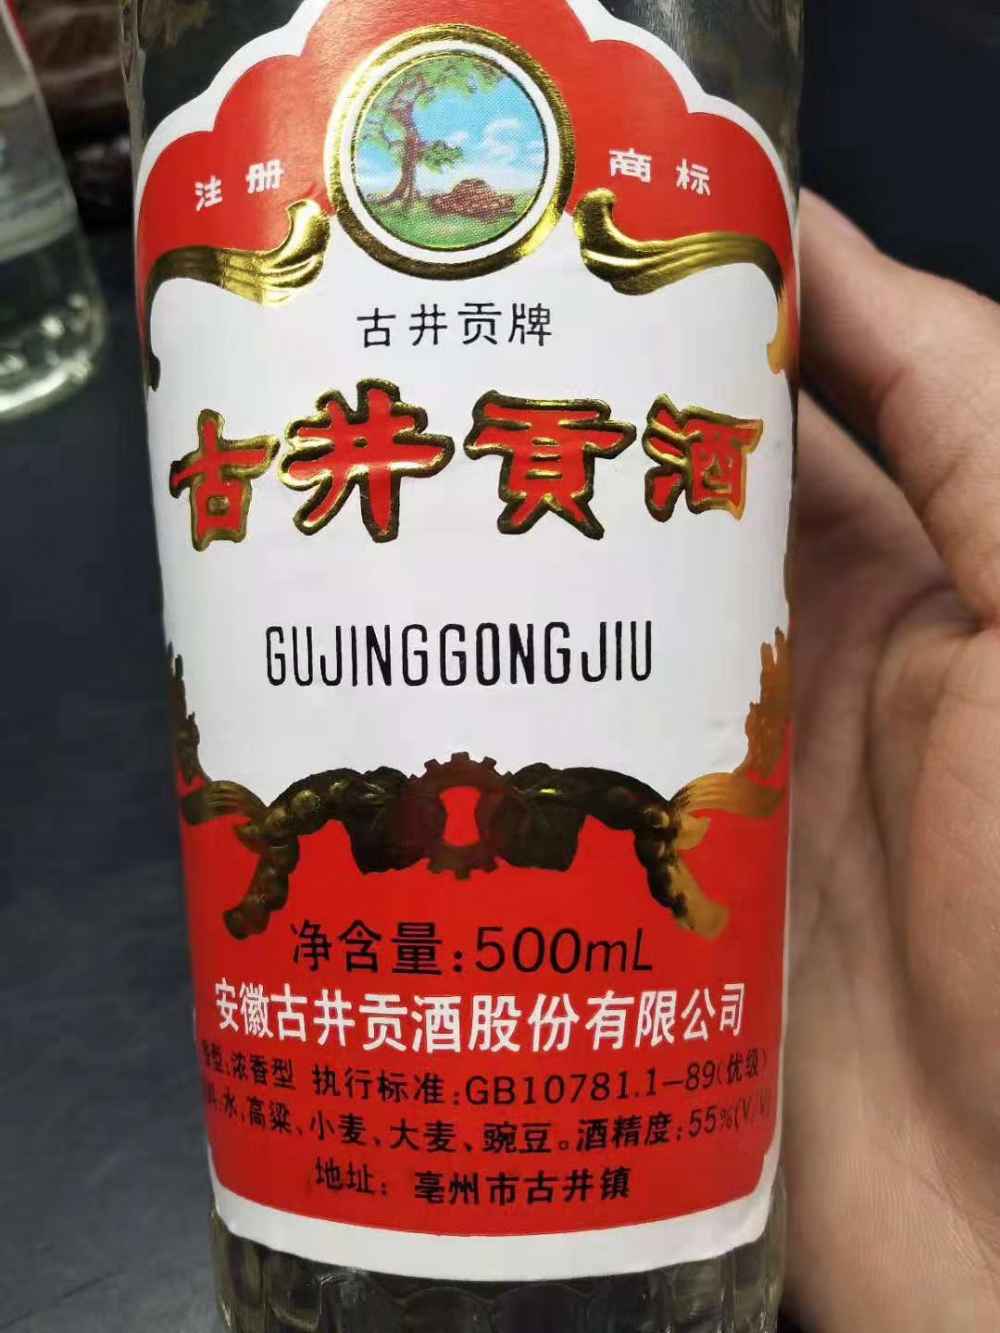 注册 商标
古井贡牌
古井贡酒
GUJINGGONGJIU
净含量:500mL
安徽古井贡酒股份有限公司
型:浓香型 执行标准:GB10781.1-89(优级)
水,高粱、小麦、大麦、豌豆。酒精度:55%(V/V)
地址: 亳州市古井镇